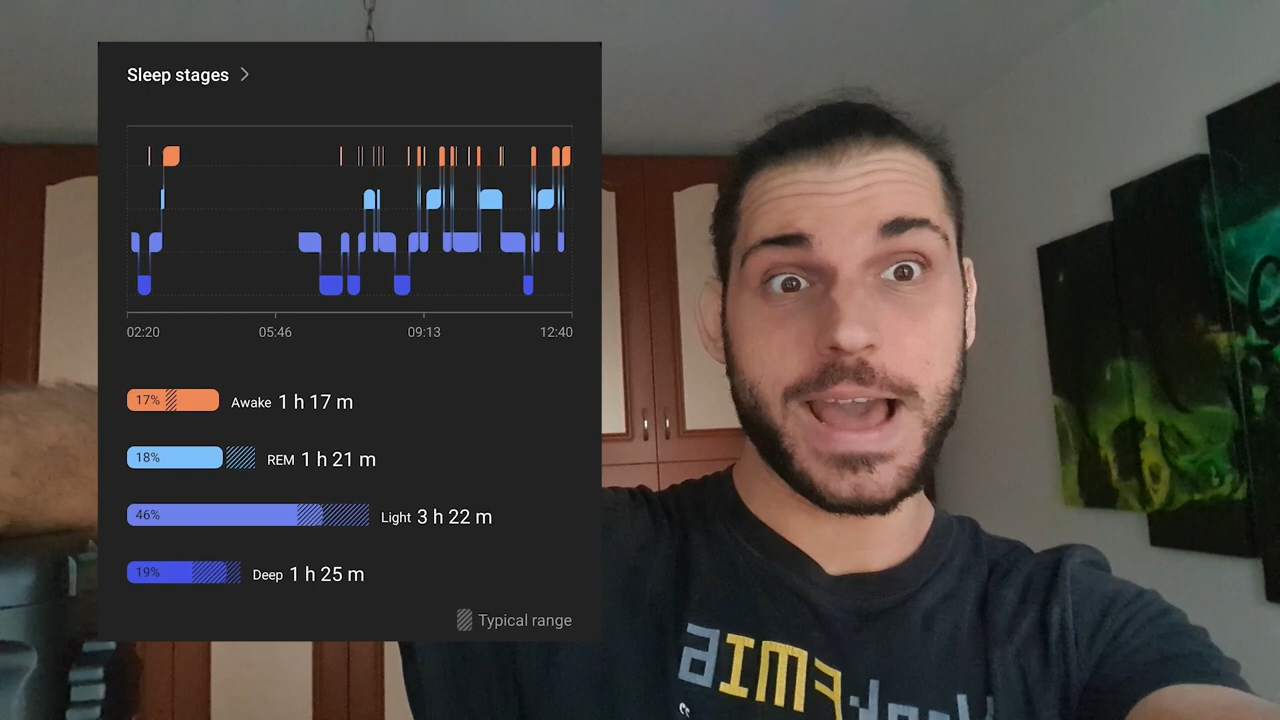 Sleep stages
02:20 05:46 09:13 12:40
17% Awake 1 h 17 m
18% REM 1 h 21 m
46% Light 3 h 22 m
19% Deep 1 h 25 m
Typical range